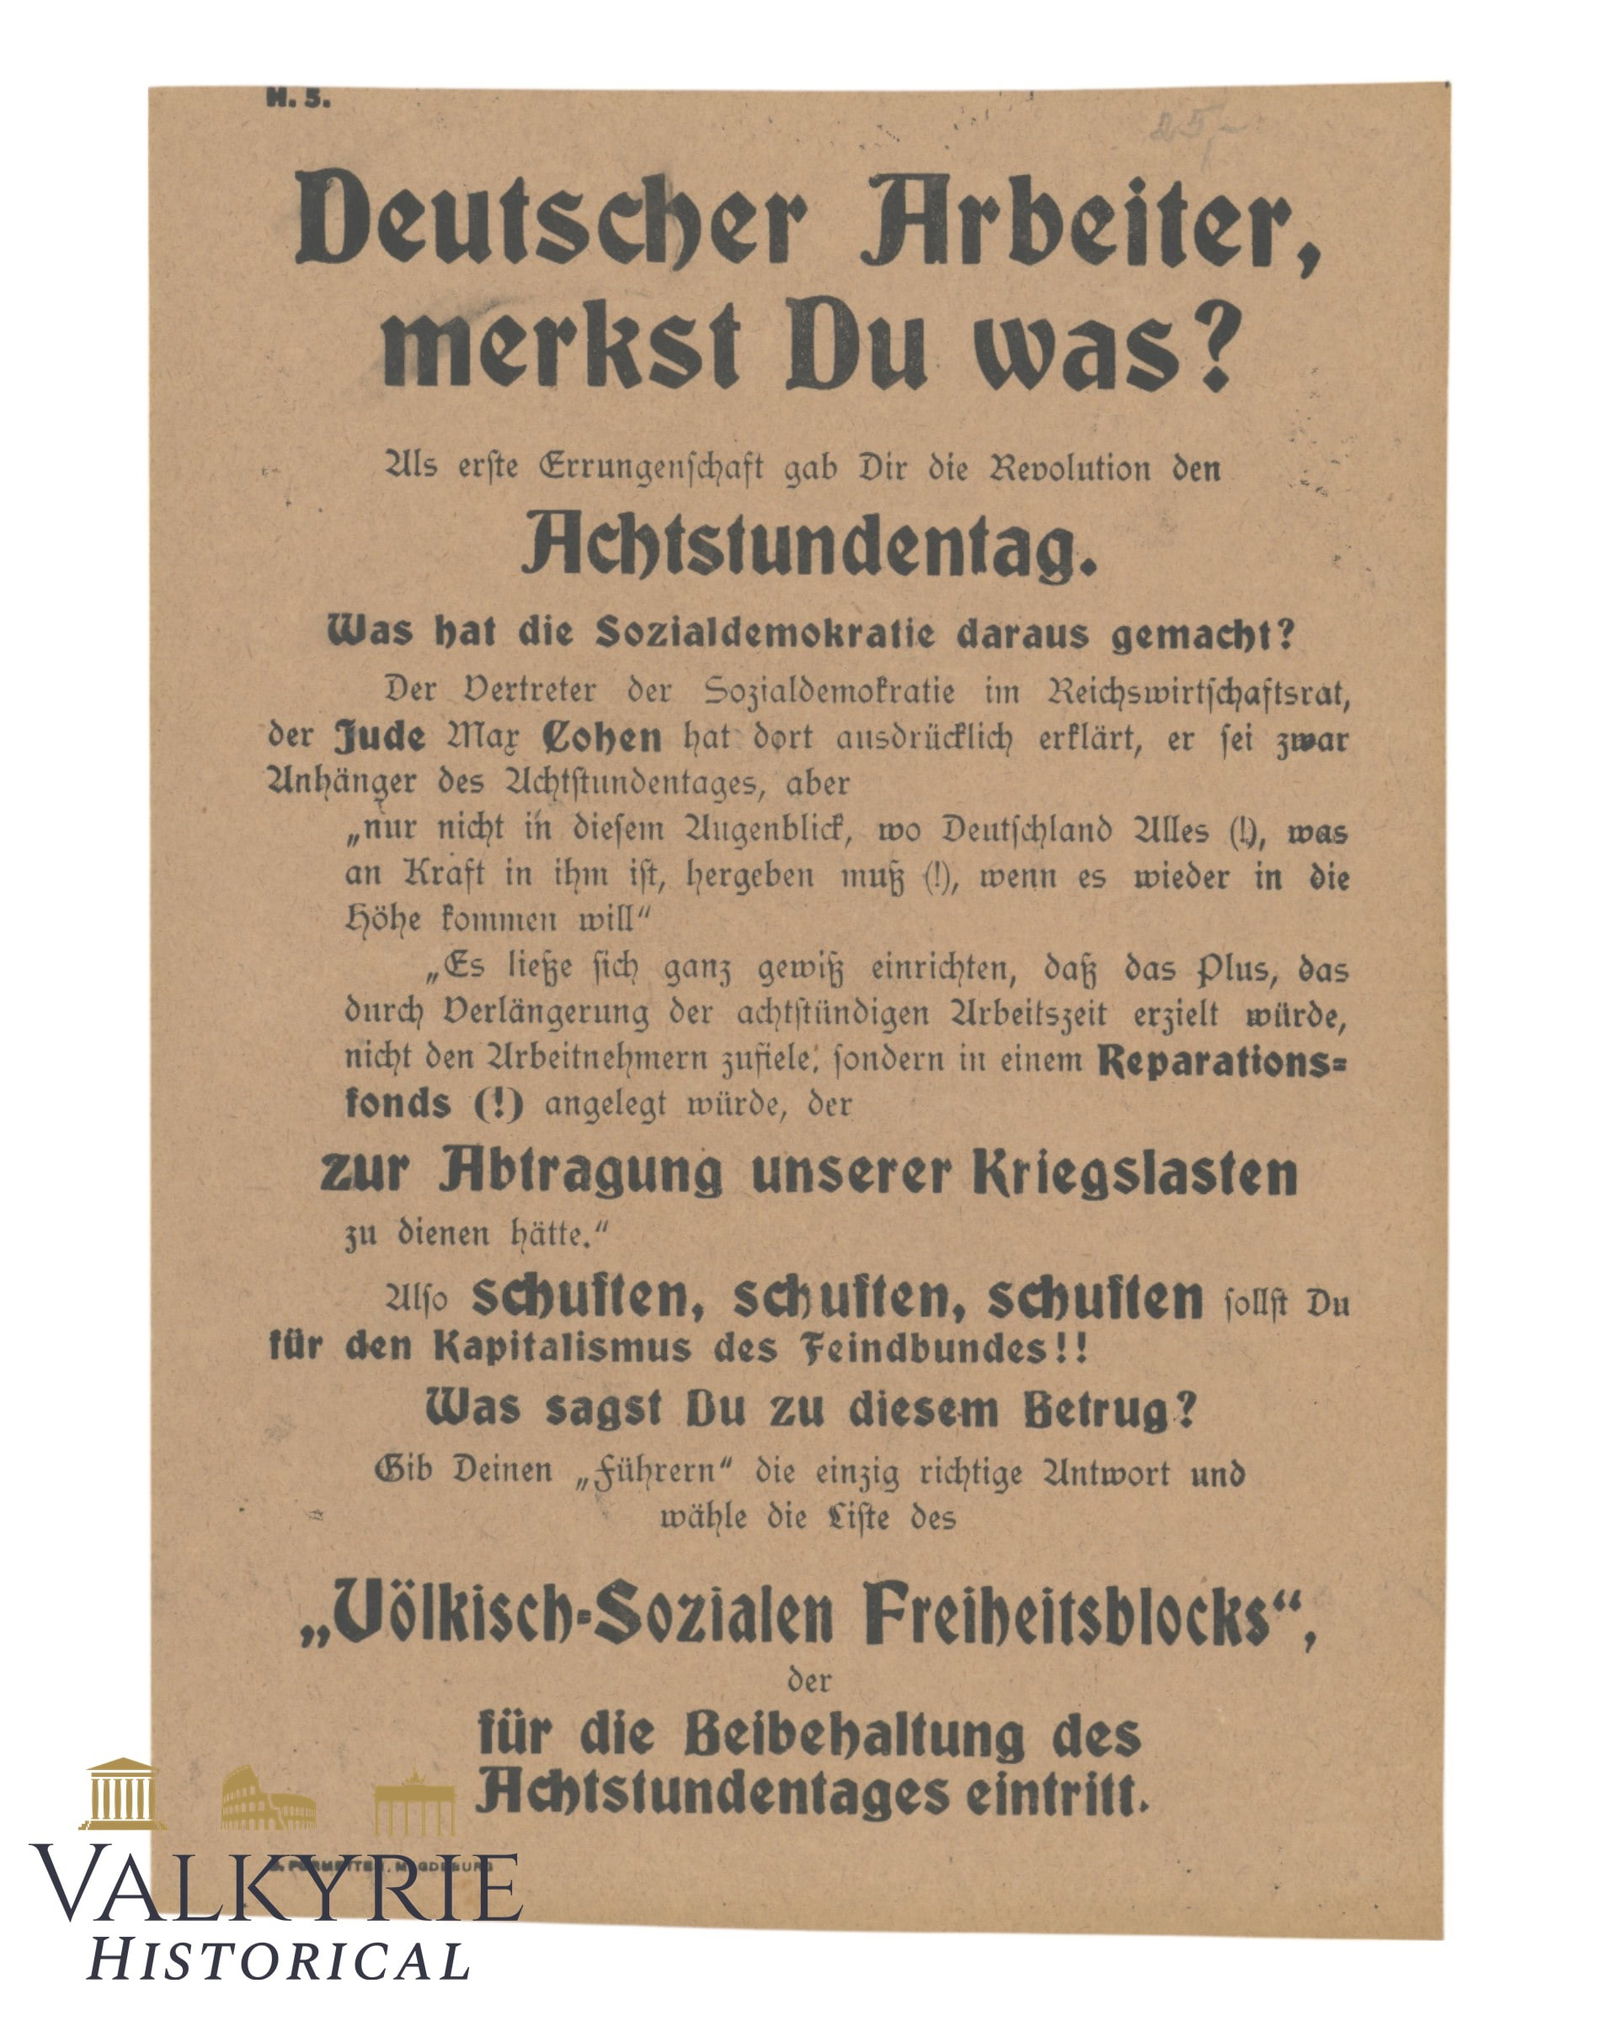 H. 5.
25,-
Deutscher Arbeiter,
merkst Du was?
Als erste Errungenschaft gab Dir die Revolution den
Achtstundentag.
Was hat die Sozialdemokratie daraus gemacht?
Der Vertreter der Sozialdemokratie im Reichswirtschaftsrat,
der Jude Max Cohen hat dort ausdrücklich erklärt, er sei zwar
Anhänger des Achtstundentages, aber
„nur nicht in diesem Augenblick, wo Deutschland Alles (!), was
an Kraft in ihm ist, hergeben muß (!), wenn es wieder in die
Höhe kommen will“
„Es ließe sich ganz gewiß einrichten, daß das Plus, das
durch Verlängerung der achtstündigen Arbeitszeit erzielt würde,
nicht den Arbeitnehmern zufiele, sondern in einem Reparations-
fonds (!) angelegt würde, der
zur Abtragung unserer Kriegslasten
zu dienen hätte.“
Also schuften, schuften, schuften sollst Du
für den Kapitalismus des Feindbundes!!
Was sagst Du zu diesem Betrug?
Gib Deinen „Führern“ die einzig richtige Antwort und
wähle die Liste des
„Völkisch-Sozialen Freiheitsblocks“,
der
für die Beibehaltung des
Achtstundentages eintritt.
MAGDEBURG
VALKYRIE
HISTORICAL